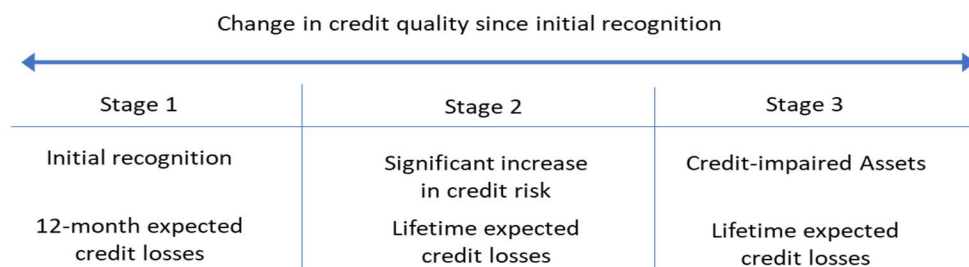 Change in credit quality since initial recognition
Stage 1
Stage 2
Stage 3
Initial recognition
Significant increase
in credit risk
Credit-impaired Assets
12-month expected
credit losses
Lifetime expected
credit losses
Lifetime expected
credit losses